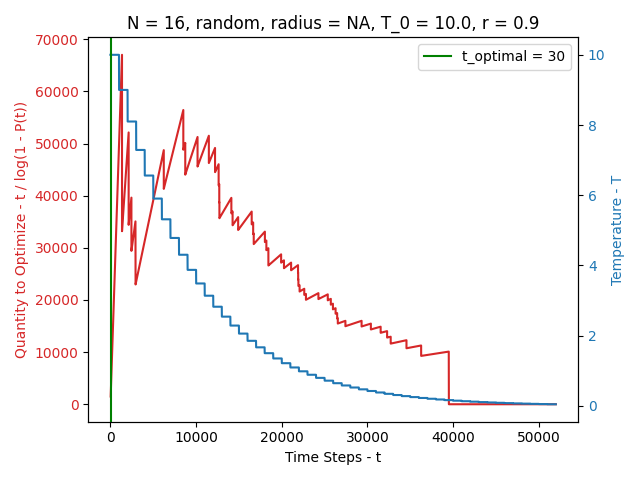 N = 16, random, radius = NA, T_0 = 10.0, r = 0.9
t_optimal = 30
Quantity to Optimize - t / log(1 - P(t))
70000
60000
50000
40000
30000
20000
10000
0
10
8
6
4
2
0
Temperature - T
0 10000 20000 30000 40000 50000
Time Steps - t